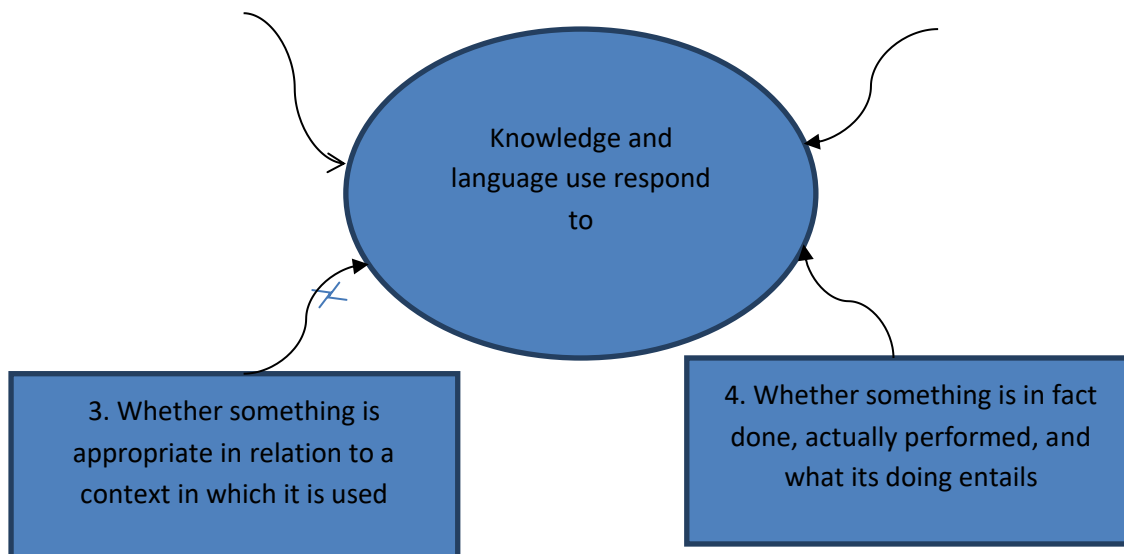 Knowledge and
language use respond
to
3. Whether something is
appropriate in relation to a
context in which it is used
4. Whether something is in fact
done, actually performed, and
what its doing entails